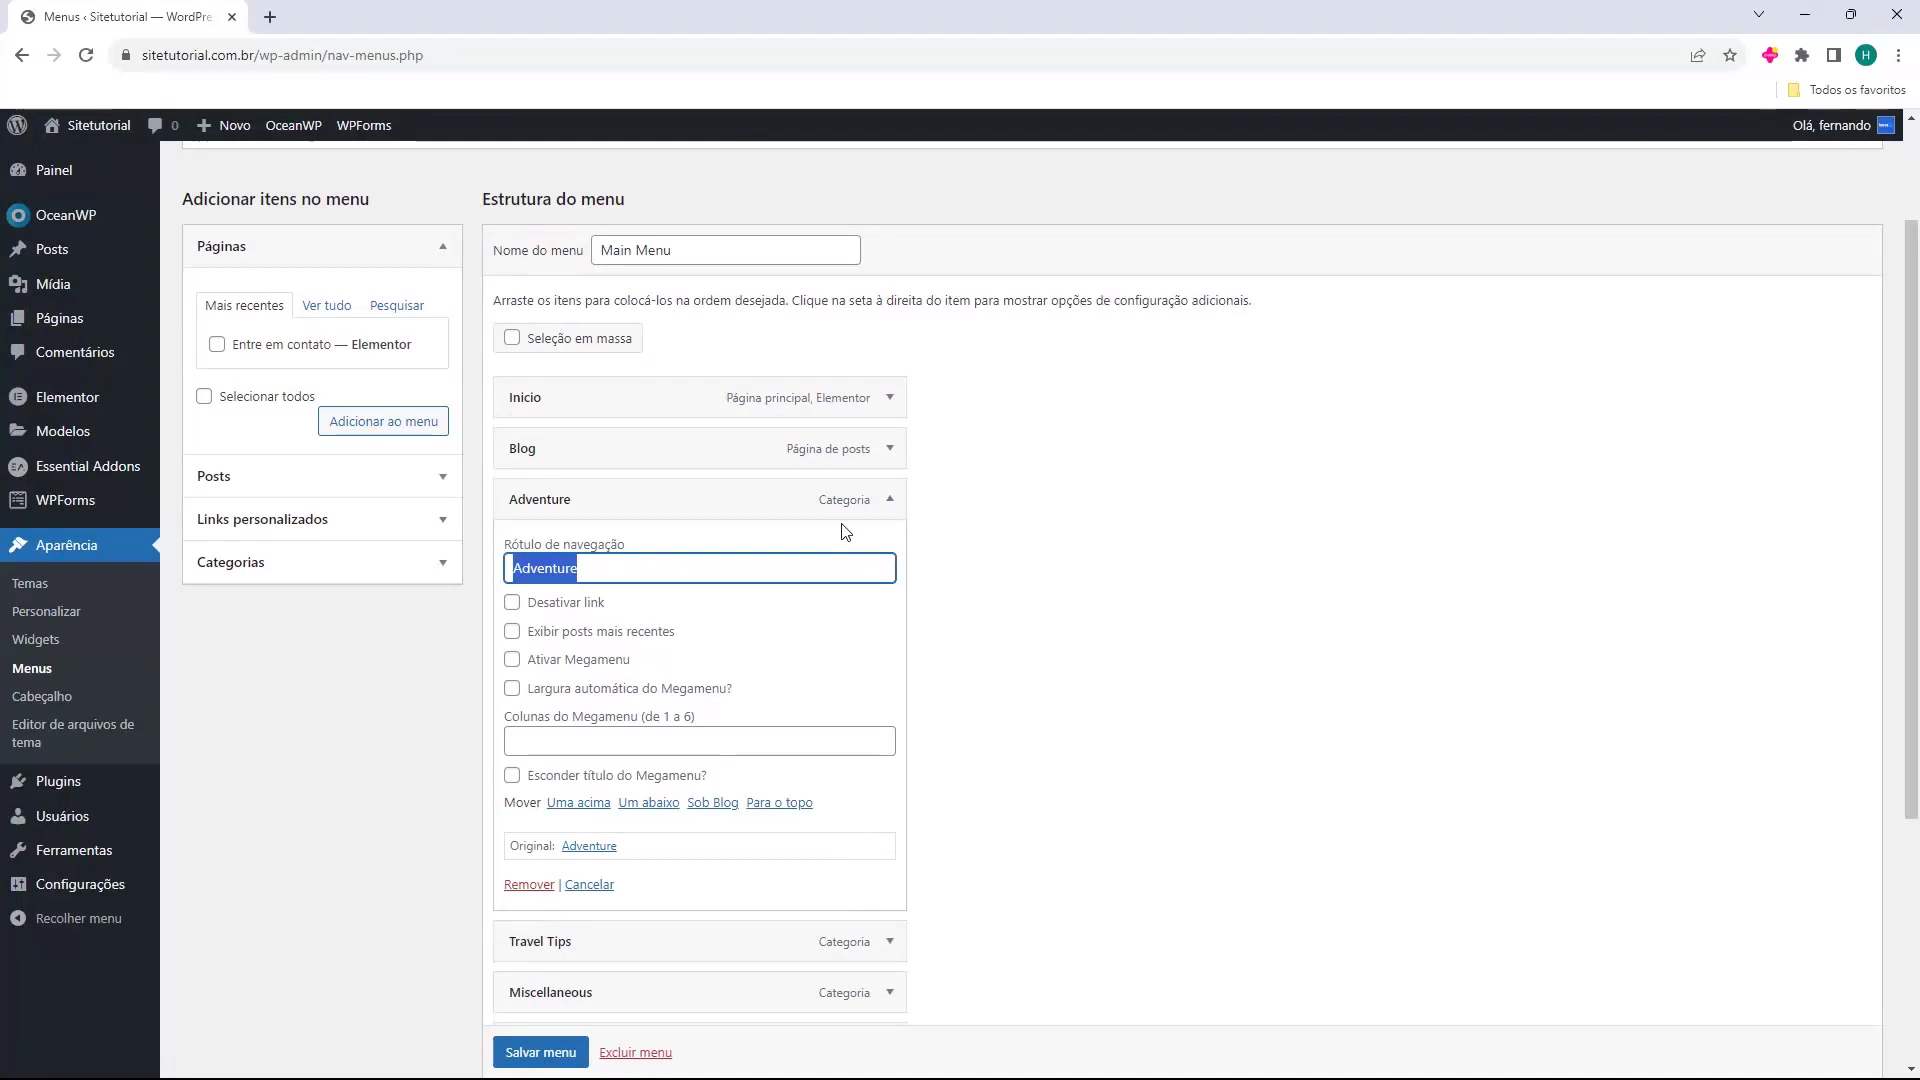 Menus ‹ Sitetutorial — WordPre
sitetutorial.com.br/wp-admin/nav-menus.php
H
Todos os favoritos
Sitetutorial
0
Novo
OceanWP
WPForms
Olá, fernando
Painel
OceanWP
Posts
Mídia
Páginas
Comentários
Elementor
Modelos
Essential Addons
WPForms
Aparência
Temas
Personalizar
Widgets
Menus
Cabeçalho
Editor de arquivos de
tema
Plugins
Usuários
Ferramentas
Configurações
Recolher menu
Adicionar itens no menu
Páginas
Mais recentes Ver tudo Pesquisar
Entre em contato — Elementor
Selecionar todos
Adicionar ao menu
Posts
Links personalizados
Categorias
Estrutura do menu
Nome do menu Main Menu
Arraste os itens para colocá-los na ordem desejada. Clique na seta à direita do item para mostrar opções de configuração adicionais.
Seleção em massa
Inicio Página principal, Elementor
Blog Página de posts
Adventure Categoria
Rótulo de navegação
Adventure
Desativar link
Exibir posts mais recentes
Ativar Megamenu
Largura automática do Megamenu?
Colunas do Megamenu (de 1 a 6)
Esconder título do Megamenu?
Mover Uma acima Um abaixo Sob Blog Para o topo
Original: Adventure
Remover | Cancelar
Travel Tips Categoria
Miscellaneous Categoria
Salvar menu Excluir menu